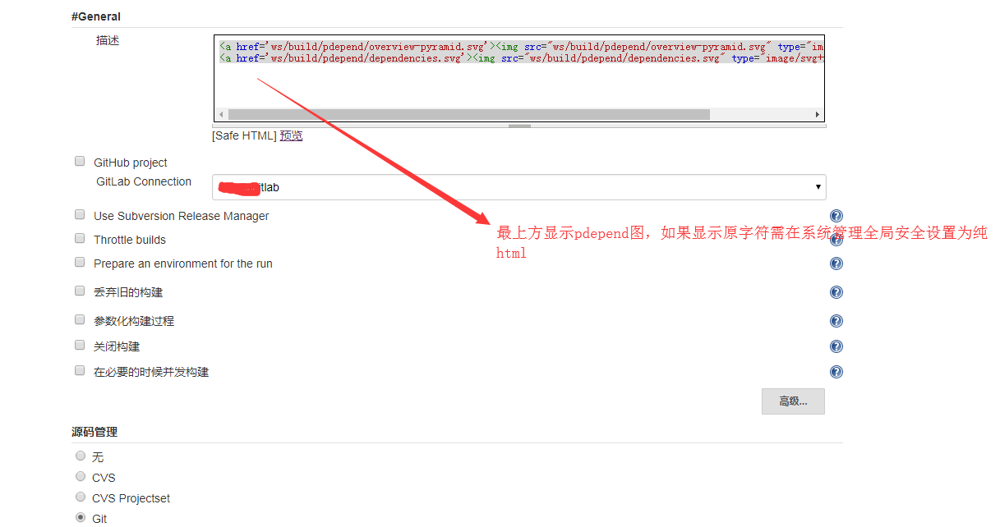 #General
描述
<a href='ws/build/pdepend/overview-pyramid.svg'><img src="ws/build/pdepend/overview-pyramid.svg" type="im
<a href='ws/build/pdepend/dependencies.svg'><img src="ws/build/pdepend/dependencies.svg" type="image/svg+
[Safe HTML] 预览
GitHub project
GitLab Connection
itlab
Use Subversion Release Manager
最上方显示pdepend图，如果显示原字符需在系统管理全局安全设置为纯
html
Throttle builds
Prepare an environment for the run
丢弃旧的构建
参数化构建过程
关闭构建
在必要的时候并发构建
高级...
源码管理
无
CVS
CVS Projectset
Git